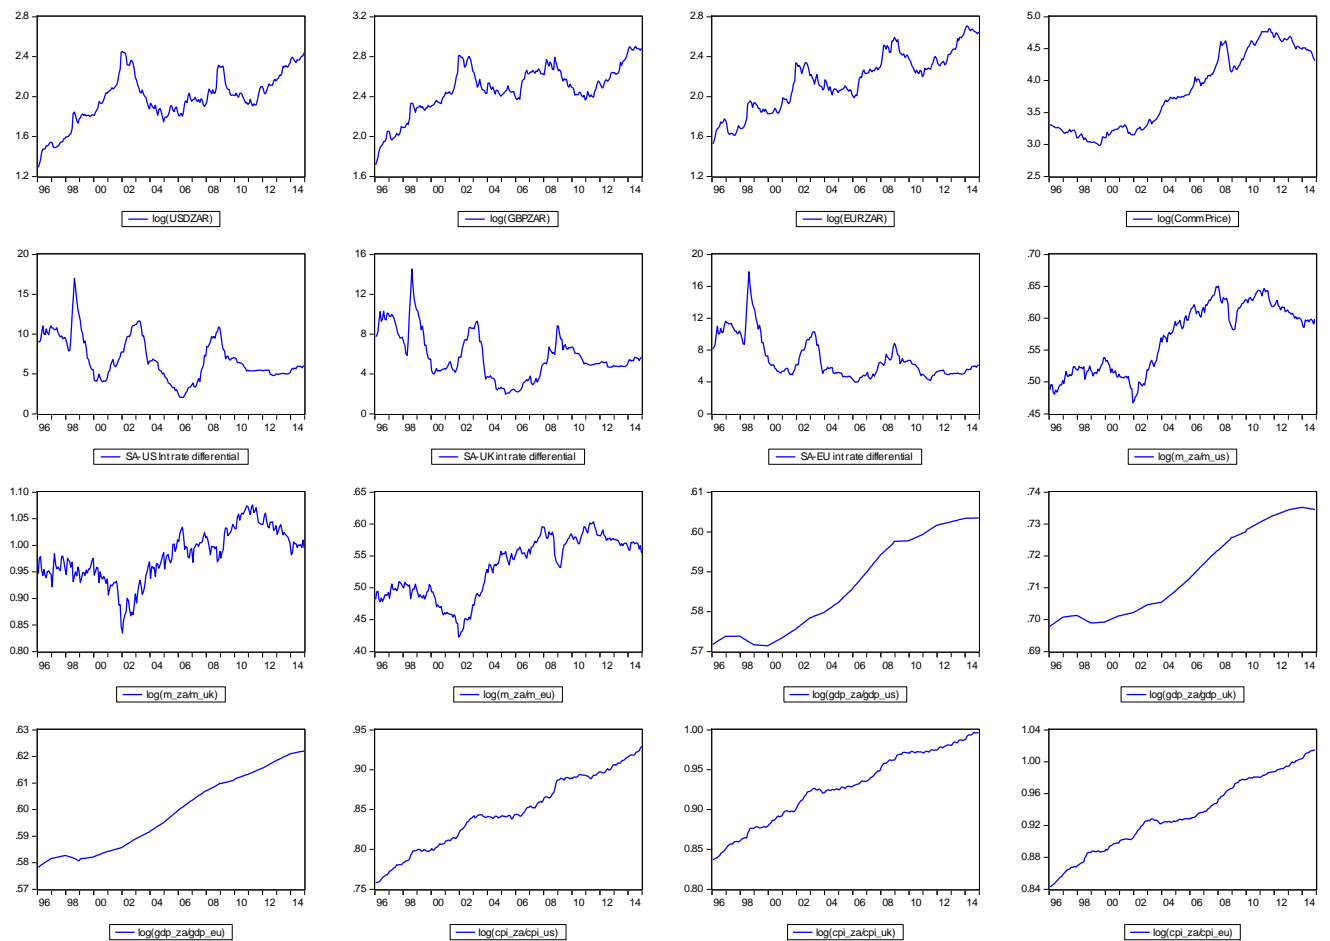 2.8
2.4
2.0
1.6
1.2
96 98 00 02 04 06 08 10 12 14
log(USDZAR)
3.2
2.8
2.4
2.0
1.6
96 98 00 02 04 06 08 10 12 14
log(GBPZAR)
2.8
2.4
2.0
1.6
1.2
96 98 00 02 04 06 08 10 12 14
log(EURZAR)
5.0
4.5
4.0
3.5
3.0
2.5
96 98 00 02 04 06 08 10 12 14
log(CommPrice)
20
15
10
5
0
96 98 00 02 04 06 08 10 12 14
SA-US Int rate differential
16
12
8
4
0
96 98 00 02 04 06 08 10 12 14
SA-UK int rate differential
20
16
12
8
4
0
96 98 00 02 04 06 08 10 12 14
SA-EU int rate differential
.70
.65
.60
.55
.50
.45
96 98 00 02 04 06 08 10 12 14
log(m_za/m_us)
1.10
1.05
1.00
0.95
0.90
0.85
0.80
96 98 00 02 04 06 08 10 12 14
log(m_za/m_uk)
.65
.60
.55
.50
.45
.40
96 98 00 02 04 06 08 10 12 14
log(m_za/m_eu)
.61
.60
.59
.58
.57
96 98 00 02 04 06 08 10 12 14
log(gdp_za/gdp_us)
.74
.73
.72
.71
.70
.69
96 98 00 02 04 06 08 10 12 14
log(gdp_za/gdp_uk)
.63
.62
.61
.60
.59
.58
.57
96 98 00 02 04 06 08 10 12 14
log(gdp_za/gdp_eu)
.95
.90
.85
.80
.75
96 98 00 02 04 06 08 10 12 14
log(cpi_za/cpi_us)
1.00
0.95
0.90
0.85
0.80
96 98 00 02 04 06 08 10 12 14
log(cpi_za/cpi_uk)
1.04
1.00
0.96
0.92
0.88
0.84
96 98 00 02 04 06 08 10 12 14
log(cpi_za/cpi_eu)